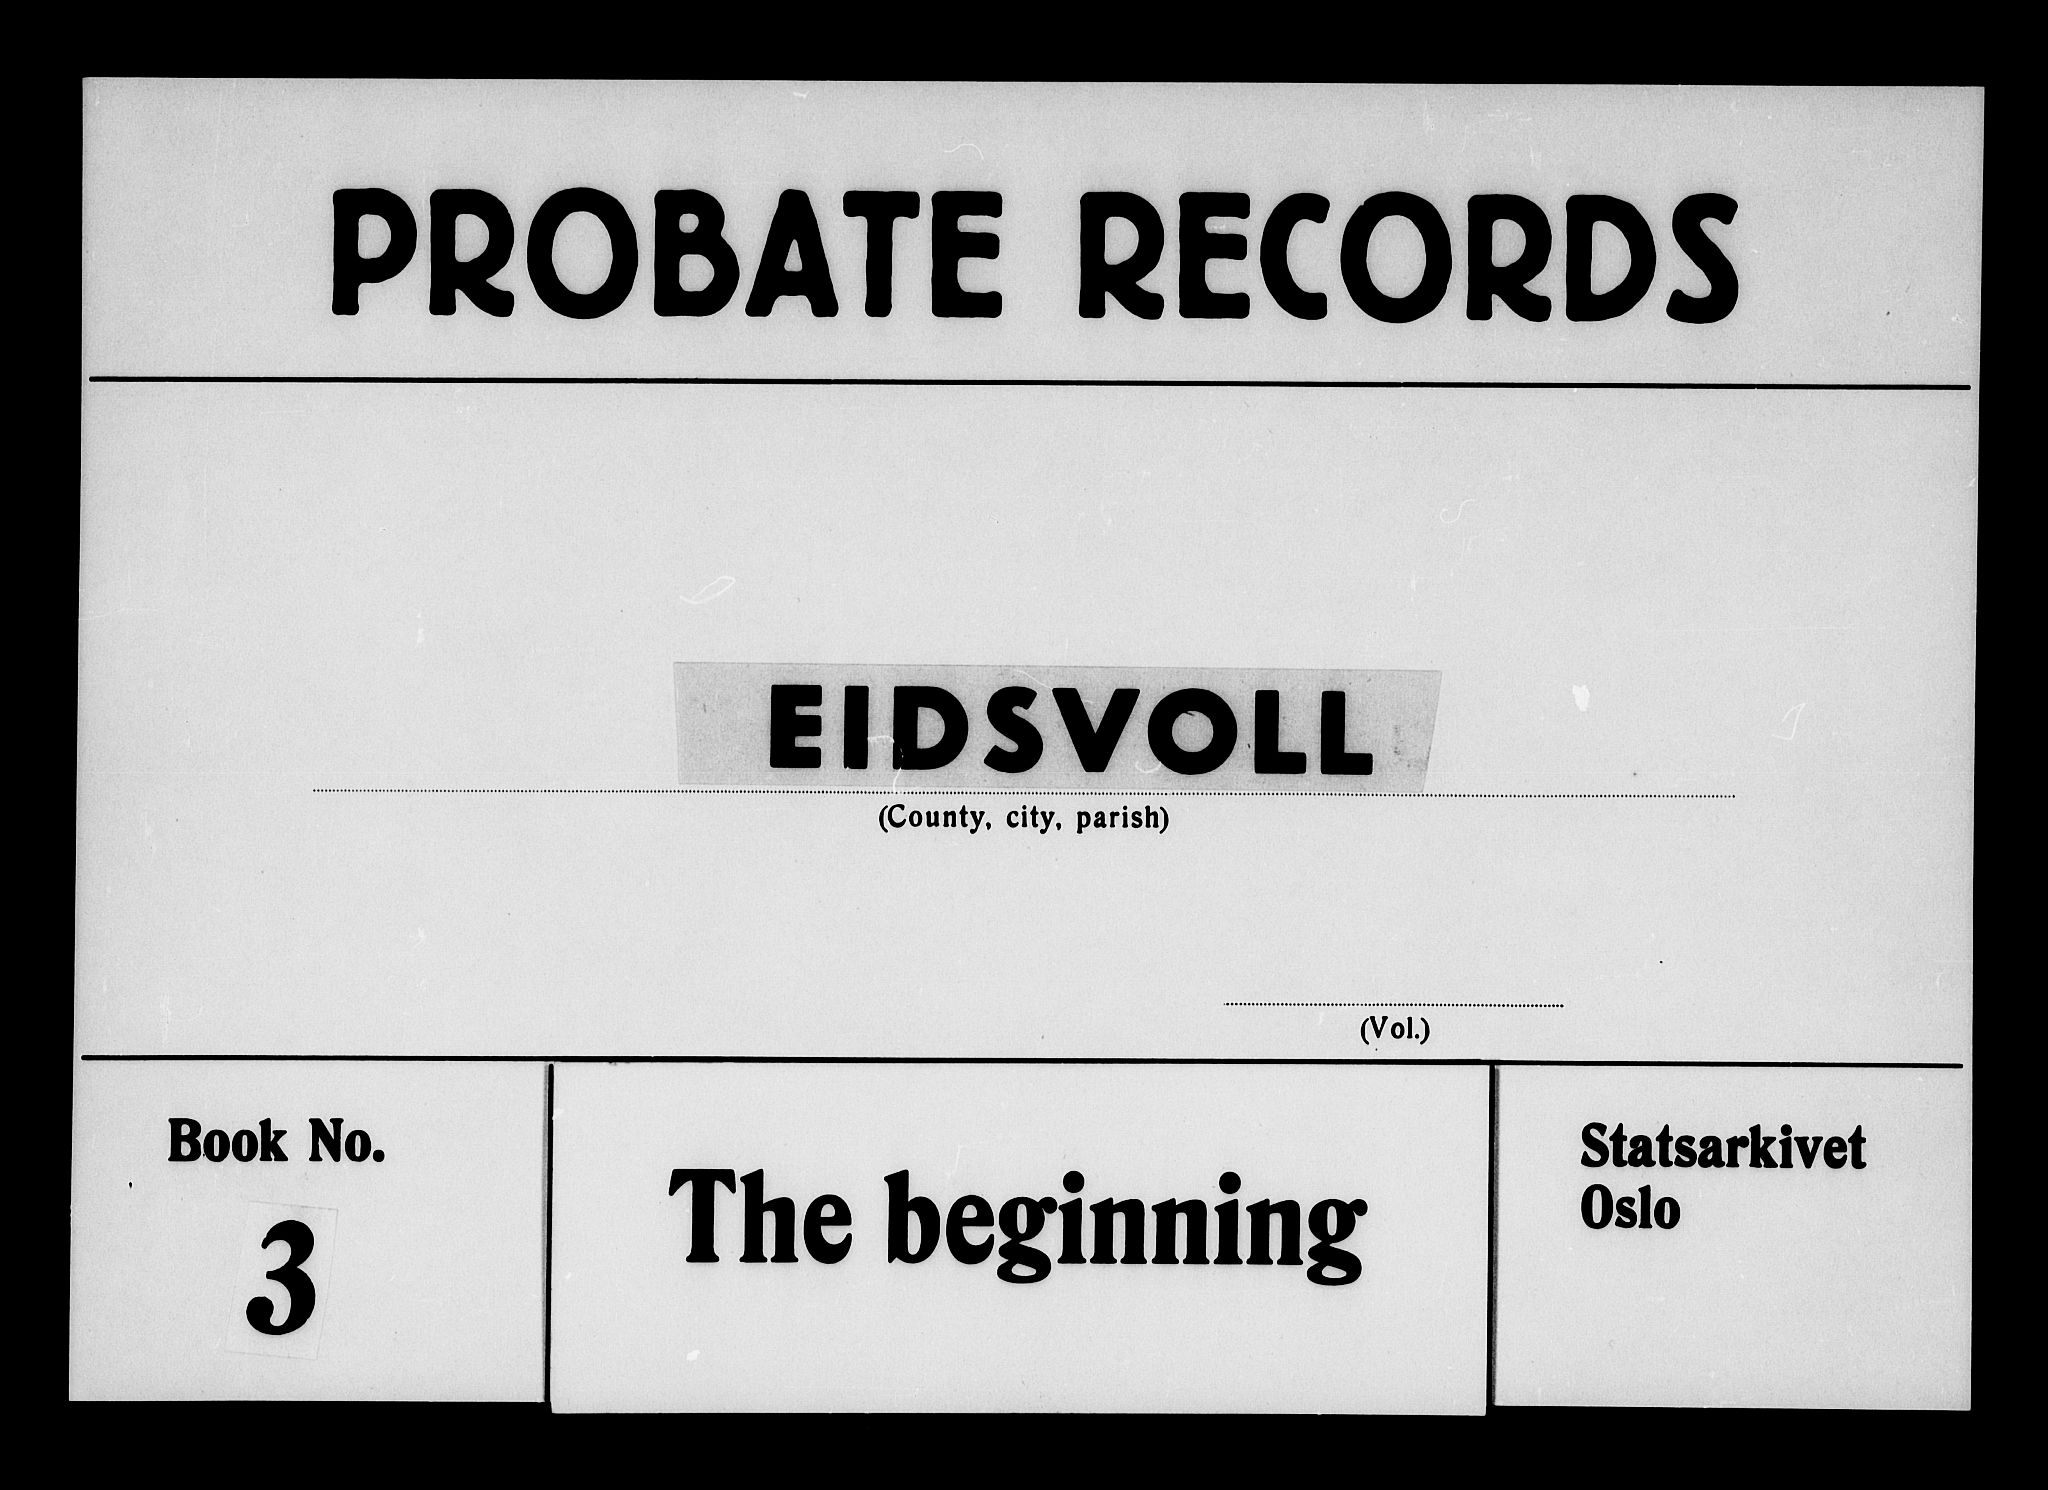 PROBATE RECORDS
EIDSVOLL
(County, city, parish)
(Vol.)
Book No.
3
The beginning
Statsarkivet
Oslo